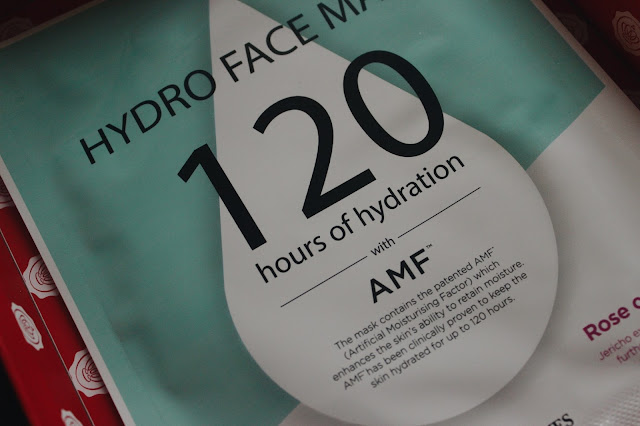 HYDRO FACE MA
120
hours of hydration
with
AMF™
The mask contains the patented AMF™
(Artificial Moisturising Factor) which
enhances the skin's ability to retain moisture.
AMF has been clinically proven to keep the
skin hydrated for up to 120 hours.
Rose o
Jericho e
furth
ES